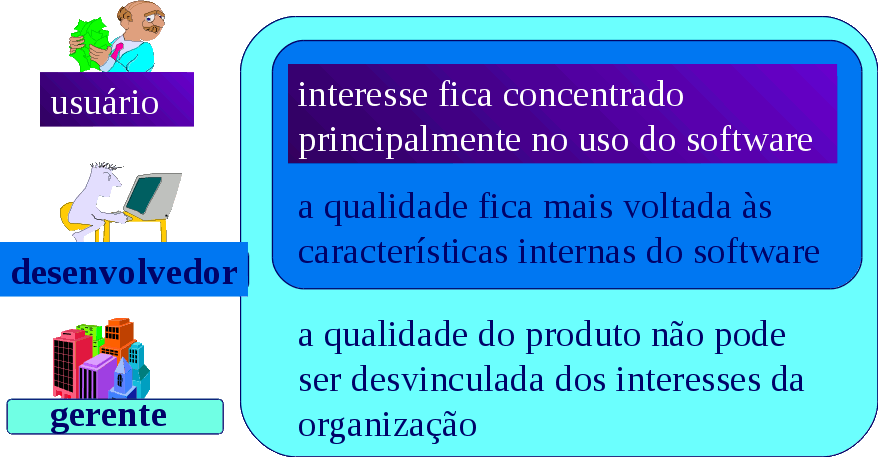 usuário
interesse fica concentrado
principalmente no uso do software
a qualidade fica mais voltada às
características internas do software
desenvolvedor
a qualidade do produto não pode
ser desvinculada dos interesses da
organização
gerente